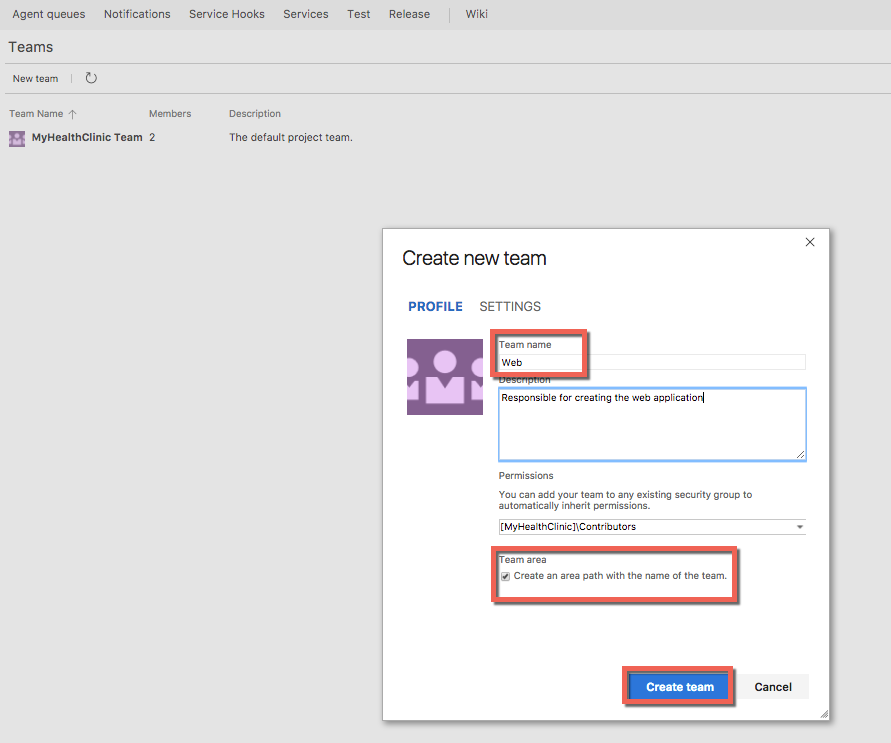 Agent queues Notifications Service Hooks Services Test Release Wiki
Teams
New team
Team Name Members Description
MyHealthClinic Team 2 The default project team.
Create new team
PROFILE SETTINGS
Team name
Web
Description
Responsible for creating the web application
Permissions
You can add your team to any existing security group to
automatically inherit permissions.
[MyHealthClinic]\Contributors
Team area
Create an area path with the name of the team.
Create team Cancel